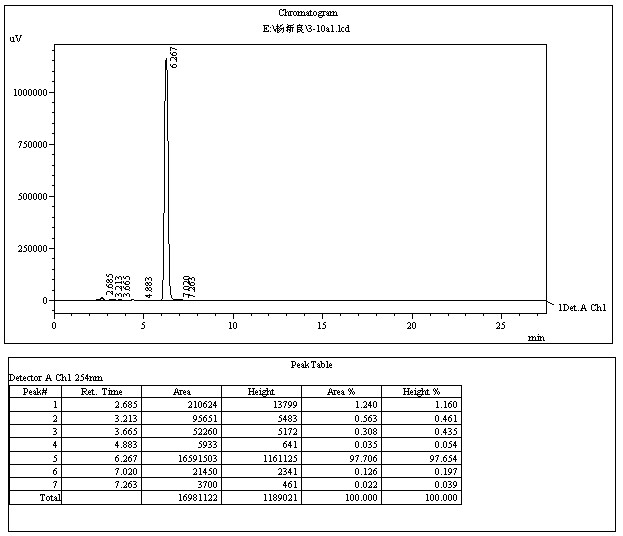 Chromatogram
E:\杨新良\3-10a1.lcd
uV
6.267
1000000
750000
500000
250000
0
2.685
3.213
3.665
4.883
7.020
7.263
1Det.A Ch1
0 5 10 15 20 25
min
PeakTable
Detector A Ch1 254nm
Peak# Ret. Time Area Height Area % Height %
1 2.685 210624 13799 1.240 1.160
2 3.213 95651 5483 0.563 0.461
3 3.665 52260 5172 0.308 0.435
4 4.883 5933 641 0.035 0.054
5 6.267 16591503 1161125 97.706 97.654
6 7.020 21450 2341 0.126 0.197
7 7.263 3700 461 0.022 0.039
Total 16981122 1189021 100.000 100.000